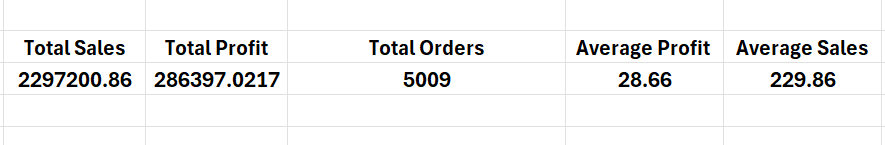 Total Sales Total Profit Total Orders Average Profit Average Sales
2297200.86 286397.0217 5009 28.66 229.86